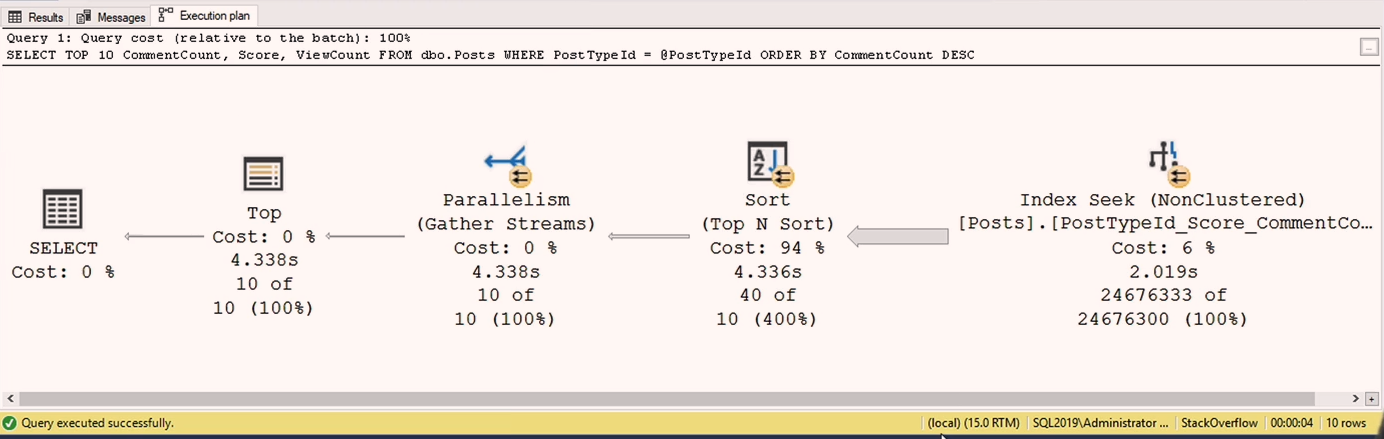 Results Messages Execution plan
Query 1: Query cost (relative to the batch): 100%
SELECT TOP 10 CommentCount, Score, ViewCount FROM dbo.Posts WHERE PostTypeId = @PostTypeId ORDER BY CommentCount DESC
...
SELECT
Cost: 0 %
Top
Cost: 0 %
4.338s
10 of
10 (100%)
Parallelism
(Gather Streams)
Cost: 0 %
4.338s
10 of
10 (100%)
A
Z
Sort
(Top N Sort)
Cost: 94 %
4.336s
40 of
10 (400%)
Index Seek (NonClustered)
[Posts].[PostTypeId_Score_CommentCo...
Cost: 6 %
2.019s
24676333 of
24676300 (100%)
Query executed successfully. (local) (15.0 RTM) SQL2019\Administrator ... StackOverflow 00:00:04 10 rows